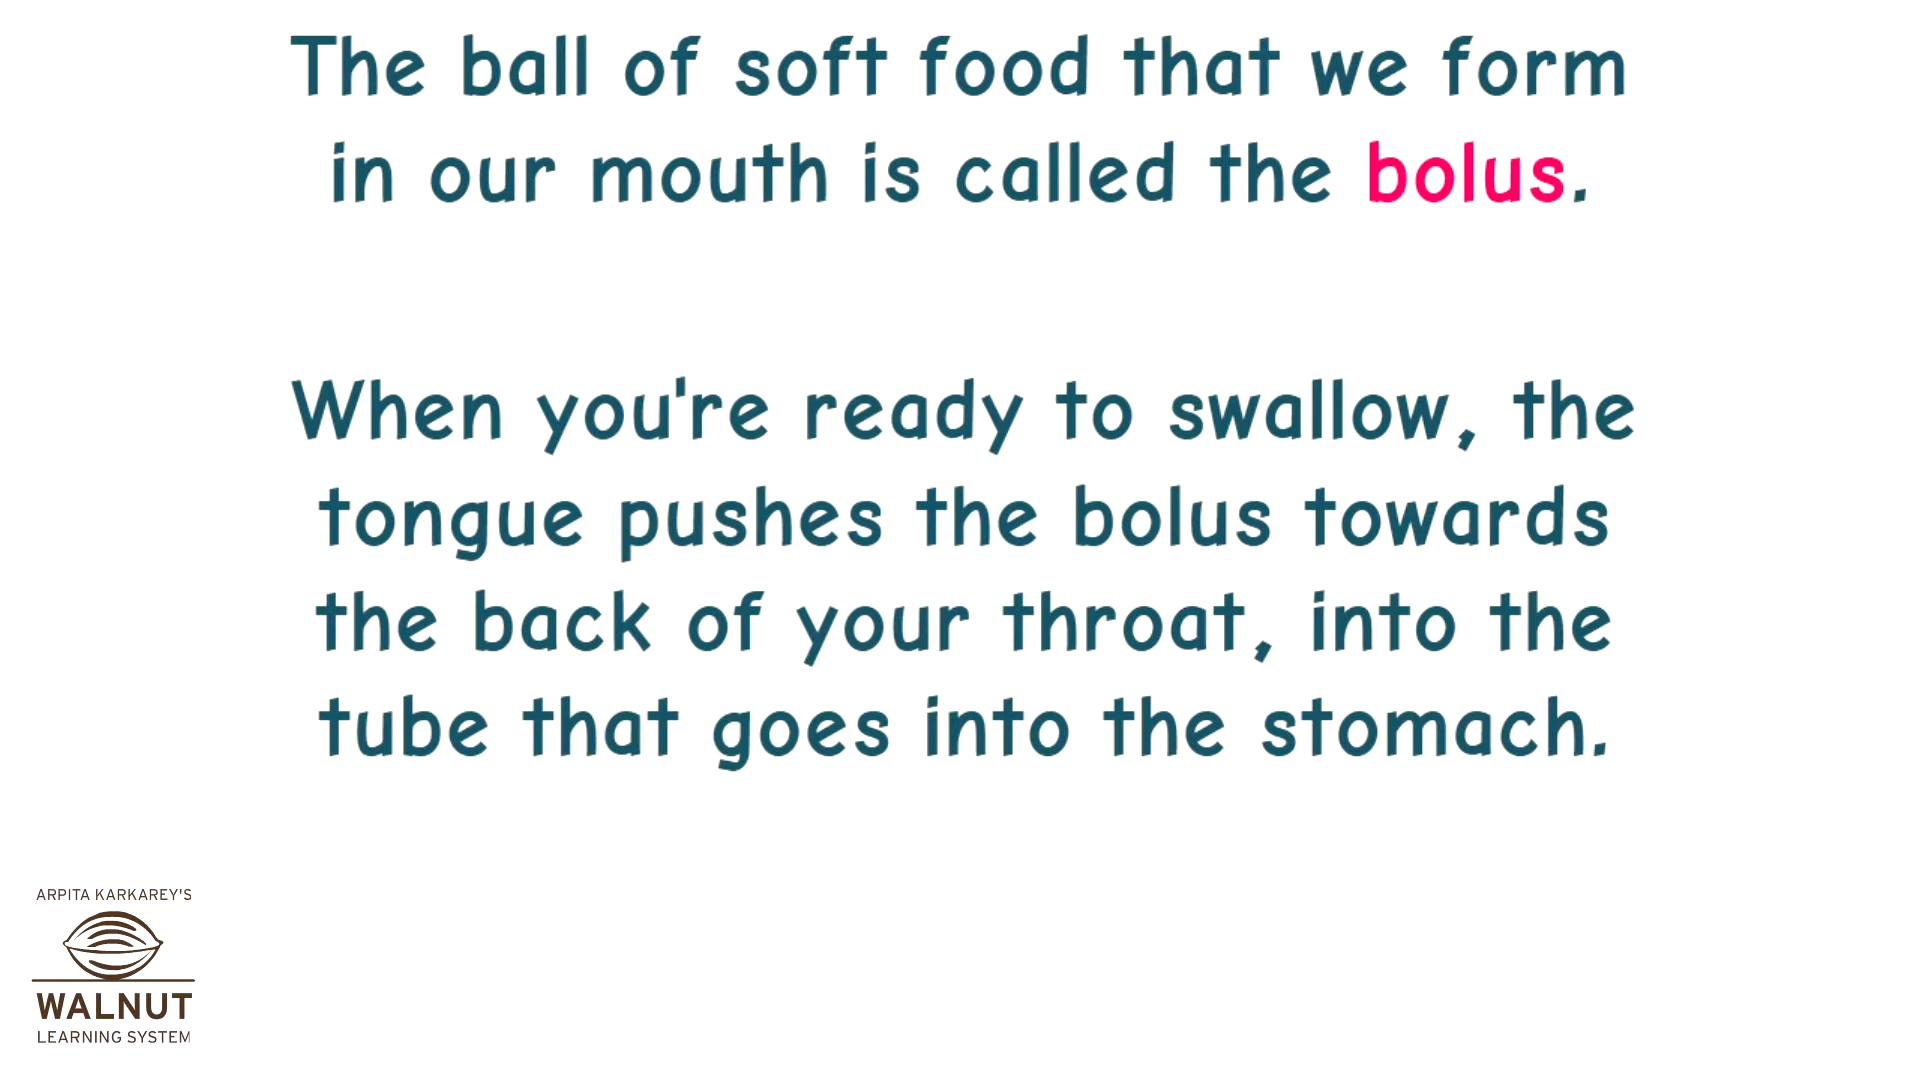 The ball of soft food that we form
in our mouth is called the bolus.
When you're ready to swallow, the
tongue pushes the bolus towards
the back of your throat, into the
tube that goes into the stomach.
ARPITA KARKAREY'S
WALNUT
LEARNING SYSTEM